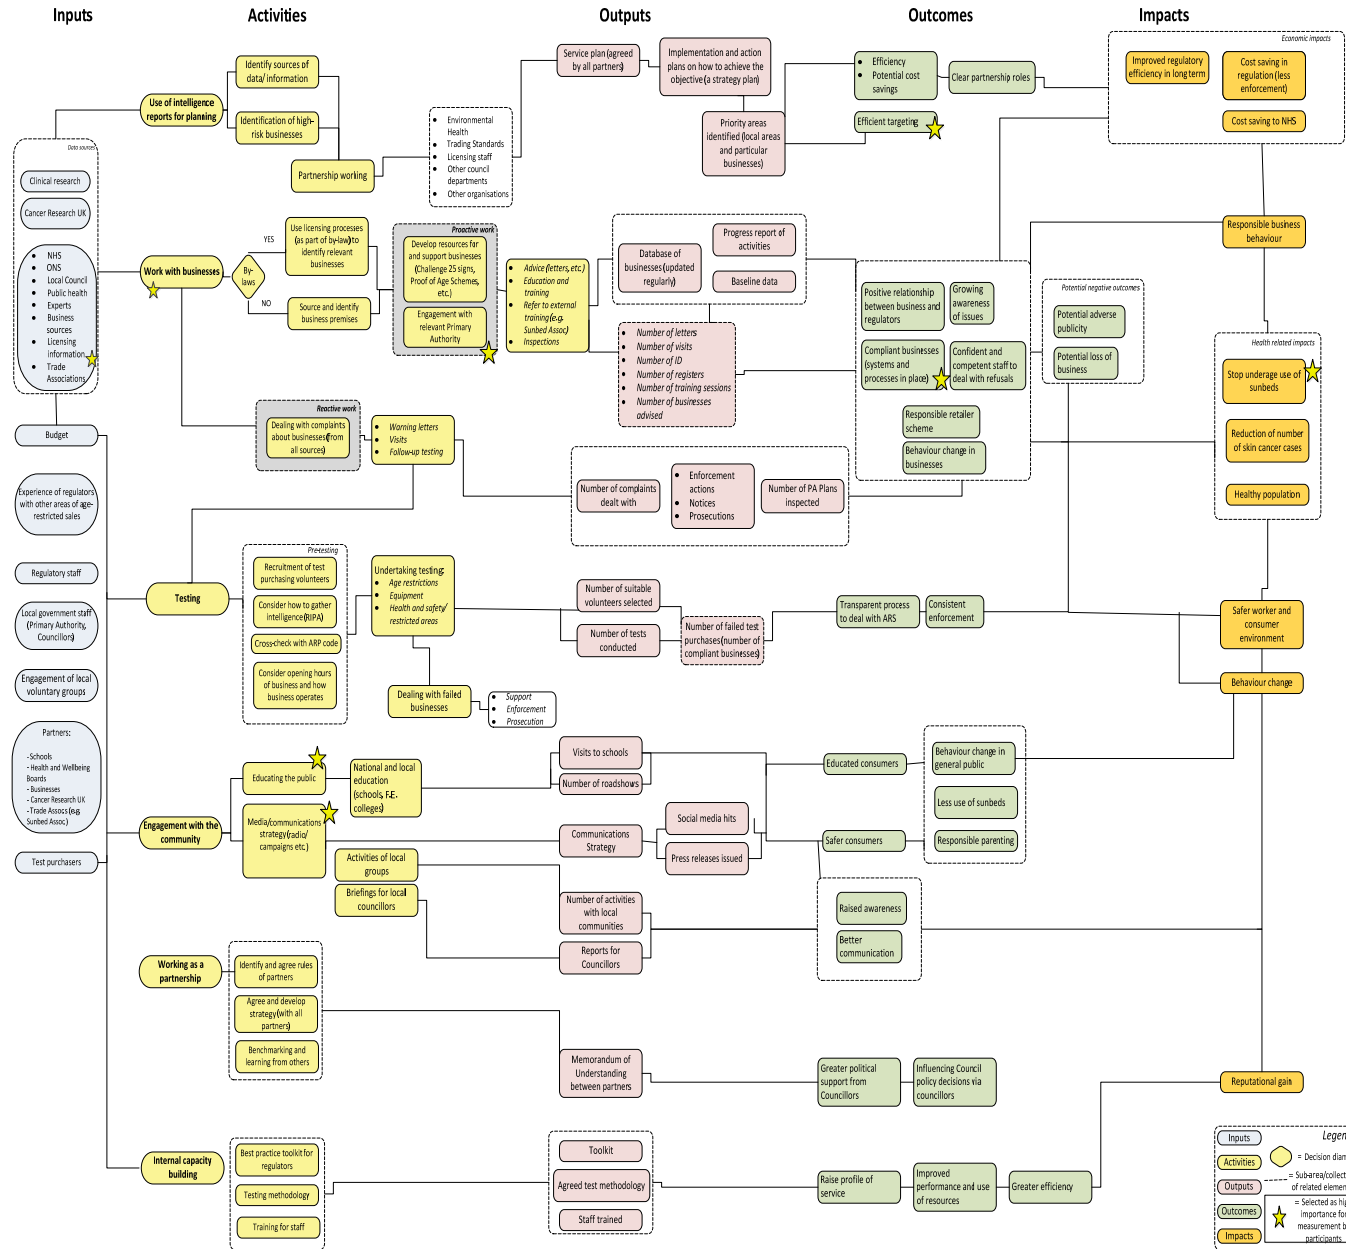 Inputs
Activities
Outputs
Outcomes
Impacts
Data sources
Clinical research
Cancer Research UK
• NHS
• ONS
• Local Council
• Public health
• Experts
• Business
sources
• Licensing
information
• Trade
Associations
Budget
Experience of regulators
with other areas of age-
restricted sales
Regulatory staff
Local government staff
(Primary Authority,
Councillors)
Engagement of local
voluntary groups
Partners:
- Schools
- Health and Wellbeing
Boards
- Businesses
- Cancer Research UK
- Trade Assocs (e.g.
Sunbed Assoc.)
Test purchasers
Use of intelligence
reports for planning
Identify sources of
data/ information
Identification of high-
risk businesses
Partnership working
• Environmental
Health
• Trading Standards
• Licensing staff
• Other council
departments
• Other organisations
Service plan (agreed
by all partners)
Implementation and action
plans on how to achieve the
objective (a strategy plan)
Priority areas
identified (local areas
and particular
businesses)
• Efficiency
• Potential cost
savings
Clear partnership roles
Efficient targeting
Economic impacts
Improved regulatory
efficiency in long term
Cost saving in
regulation (less
enforcement)
Cost saving to NHS
Work with businesses
By-
laws
YES
NO
Use licensing processes
(as part of by-law) to
identify relevant
businesses
Source and identify
business premises
Proactive work
Develop resources for
and support businesses
(Challenge 25 signs,
Proof of Age Schemes,
etc.)
Engagement with
relevant Primary
Authority
• Advice (letters, etc.)
• Education and
training
• Refer to external
training (e.g.
Sunbed Assoc)
• Inspections
Database of
businesses (updated
regularly)
Progress report of
activities
Baseline data
• Number of letters
• Number of visits
• Number of ID
• Number of registers
• Number of training sessions
• Number of businesses
advised
Positive relationship
between business and
regulators
Growing
awareness
of issues
Compliant businesses
(systems and
processes in place)
Confident and
competent staff to
deal with refusals
Responsible retailer
scheme
Behaviour change in
businesses
Potential negative outcomes
Potential adverse
publicity
Potential loss of
business
Responsible business
behaviour
Health related impacts
Stop underage use of
sunbeds
Reduction of number
of skin cancer cases
Healthy population
Reactive work
Dealing with complaints
about businesses (from
all sources)
• Warning letters
• Visits
• Follow-up testing
Number of complaints
dealt with
• Enforcement
actions
• Notices
• Prosecutions
Number of PA Plans
inspected
Testing
Pre-testing
Recruitment of test
purchasing volunteers
Consider how to gather
intelligence (RIPA)
Cross-check with ARP code
Consider opening hours
of business and how
business operates
Undertaking testing:
• Age restrictions
• Equipment
• Health and safety/
restricted areas
Dealing with failed
businesses
• Support
• Enforcement
• Prosecution
Number of suitable
volunteers selected
Number of tests
conducted
Number of failed test
purchases (number of
compliant businesses)
Transparent process
to deal with ARS
Consistent
enforcement
Safer worker and
consumer
environment
Behaviour change
Engagement with the
community
Educating the public
National and local
education
(schools, F.E.
colleges)
Media/communications
strategy (radio/
campaigns etc.)
Activities of local
groups
Briefings for local
councillors
Visits to schools
Number of roadshows
Communications
Strategy
Social media hits
Press releases issued
Number of activities
with local
communities
Reports for
Councillors
Educated consumers
Safer consumers
Behaviour change in
general public
Less use of sunbeds
Responsible parenting
Raised awareness
Better
communication
Working as a
partnership
Identify and agree rules
of partners
Agree and develop
strategy (with all
partners)
Benchmarking and
learning from others
Memorandum of
Understanding
between partners
Greater political
support from
Councillors
Influencing Council
policy decisions via
councillors
Reputational gain
Internal capacity
building
Best practice toolkit for
regulators
Testing methodology
Training for staff
Toolkit
Agreed test methodology
Staff trained
Raise profile of
service
Improved
performance and use
of resources
Greater efficiency
Legen
Inputs
Activities
Outputs
Outcomes
Impacts
= Decision diam
= Sub-area/collect
of related elemen
= Selected as hig
importance for
measurement b
participants